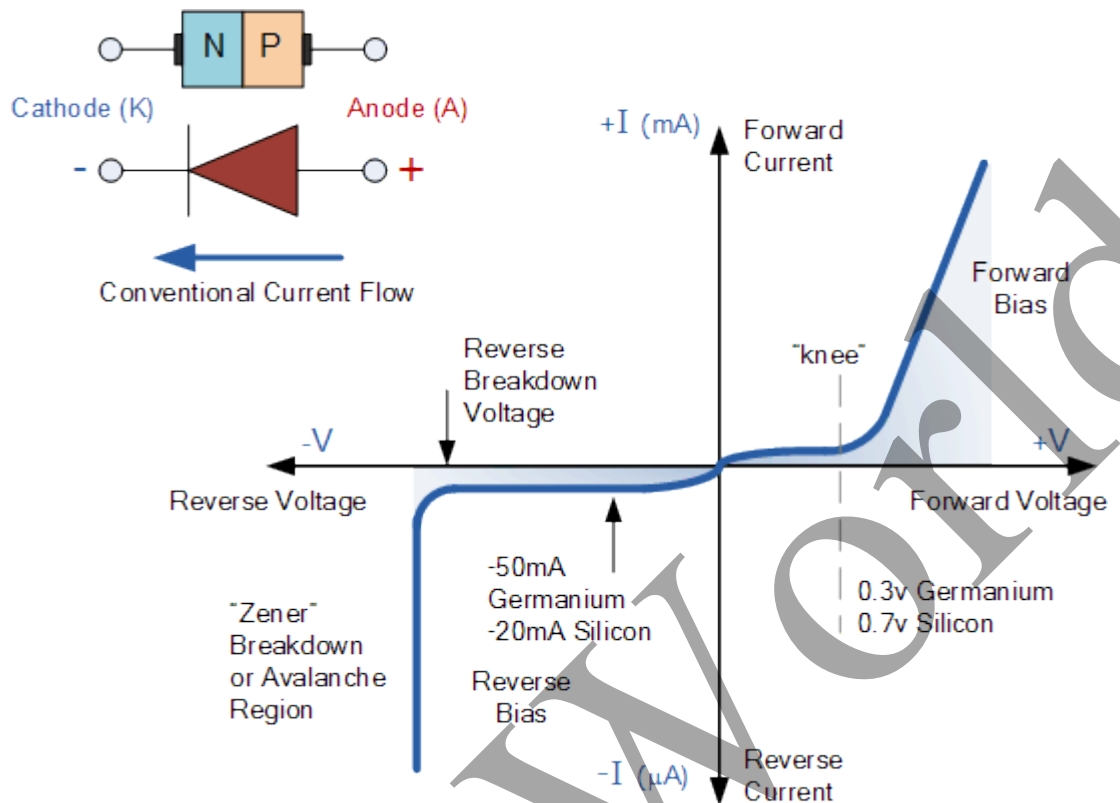 N P
Cathode (K)
Anode (A)
- +
Conventional Current Flow
+I (mA)
Forward
Current
Forward
Bias
"knee"
Reverse
Breakdown
Voltage
-V
+V
Reverse Voltage
Forward Voltage
-50mA
Germanium
-20mA Silicon
0.3v Germanium
0.7v Silicon
"Zener"
Breakdown
or Avalanche
Region
Reverse
Bias
-I (µA)
Reverse
Current
World